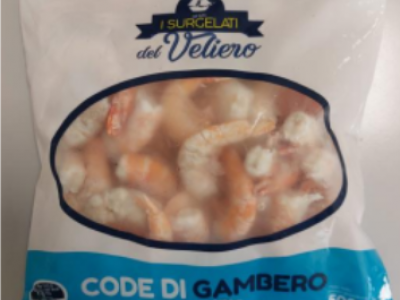 I SURGELATI
del Veliero
CODE DI GAMBERO